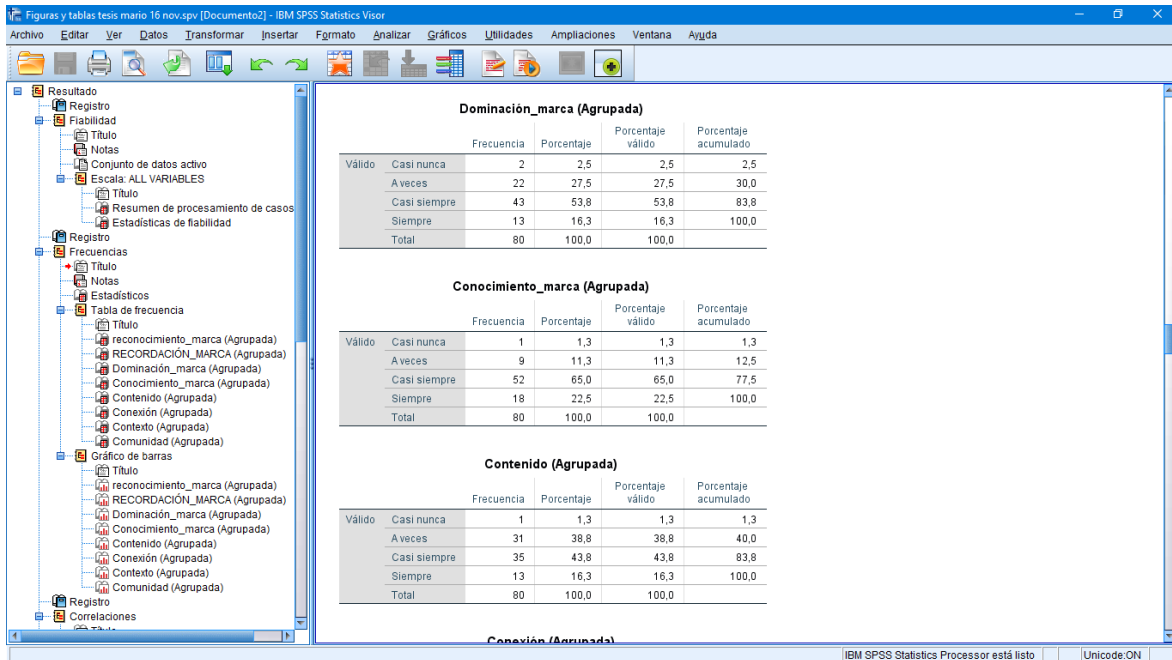 Figuras y tablas tesis mario 16 nov.spv [Documento2] - IBM SPSS Statistics Visor
Archivo Editar Ver Datos Transformar Insertar Formato Analizar Gráficos Utilidades Ampliaciones Ventana Ayuda
Resultado
Registro
Fiabilidad
Título
Notas
Conjunto de datos activo
Escala: ALL VARIABLES
Título
Resumen de procesamiento de casos
Estadísticas de fiabilidad
Registro
Frecuencias
Título
Notas
Estadísticos
Tabla de frecuencia
Título
reconocimiento_marca (Agrupada)
RECORDACIÓN_MARCA (Agrupada)
Dominación_marca (Agrupada)
Conocimiento_marca (Agrupada)
Contenido (Agrupada)
Conexión (Agrupada)
Contexto (Agrupada)
Comunidad (Agrupada)
Gráfico de barras
Título
reconocimiento_marca (Agrupada)
RECORDACIÓN_MARCA (Agrupada)
Dominación_marca (Agrupada)
Conocimiento_marca (Agrupada)
Contenido (Agrupada)
Conexión (Agrupada)
Contexto (Agrupada)
Comunidad (Agrupada)
Registro
Correlaciones
Título
Dominación_marca (Agrupada)
Frecuencia Porcentaje Porcentaje válido Porcentaje acumulado
Válido Casi nunca 2 2,5 2,5 2,5
A veces 22 27,5 27,5 30,0
Casi siempre 43 53,8 53,8 83,8
Siempre 13 16,3 16,3 100,0
Total 80 100,0 100,0
Conocimiento_marca (Agrupada)
Frecuencia Porcentaje Porcentaje válido Porcentaje acumulado
Válido Casi nunca 1 1,3 1,3 1,3
A veces 9 11,3 11,3 12,5
Casi siempre 52 65,0 65,0 77,5
Siempre 18 22,5 22,5 100,0
Total 80 100,0 100,0
Contenido (Agrupada)
Frecuencia Porcentaje Porcentaje válido Porcentaje acumulado
Válido Casi nunca 1 1,3 1,3 1,3
A veces 31 38,8 38,8 40,0
Casi siempre 35 43,8 43,8 83,8
Siempre 13 16,3 16,3 100,0
Total 80 100,0 100,0
Conexión (Agrupada)
IBM SPSS Statistics Processor está listo Unicode:ON